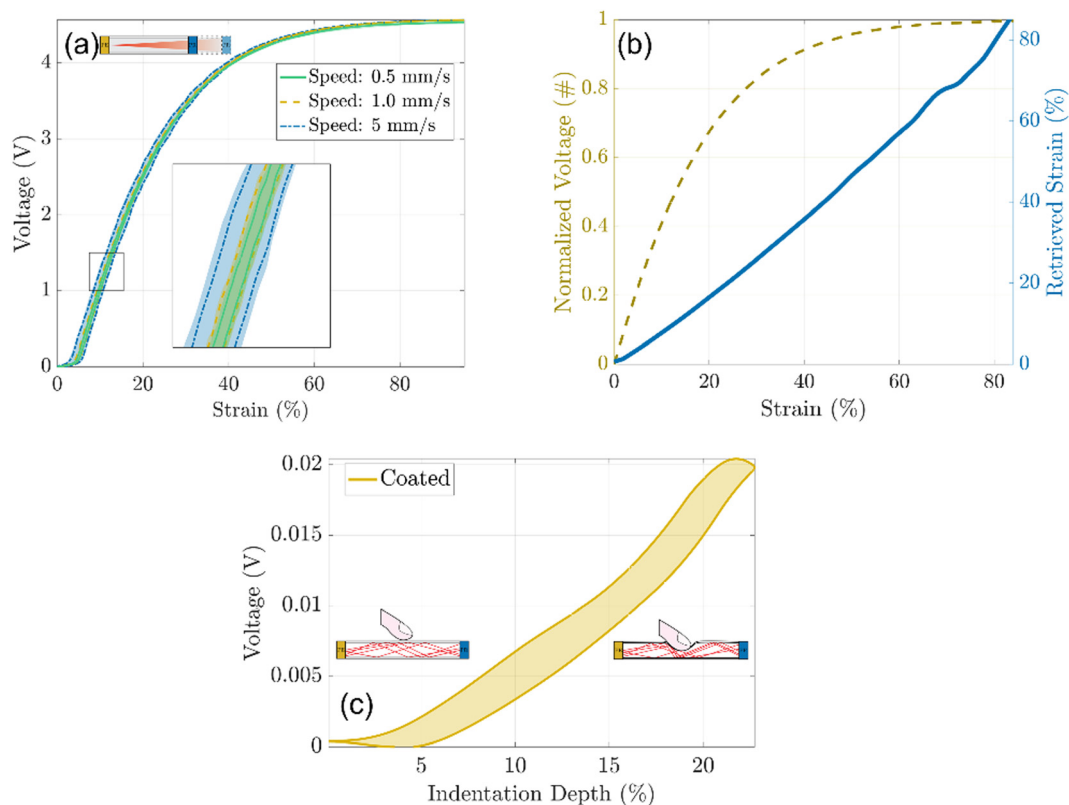 (a)
Speed: 0.5 mm/s
Speed: 1.0 mm/s
Speed: 5 mm/s
Voltage (V)
4
3
2
1
0
0 20 40 60 80
Strain (%)
(b)
Normalized Voltage (#)
1
0.8
0.6
0.4
0.2
0
0 20 40 60 80
Strain (%)
Retrieved Strain (%)
80
60
40
20
0
(c)
Coated
Voltage (V)
0.02
0.015
0.01
0.005
0
5 10 15 20
Indentation Depth (%)